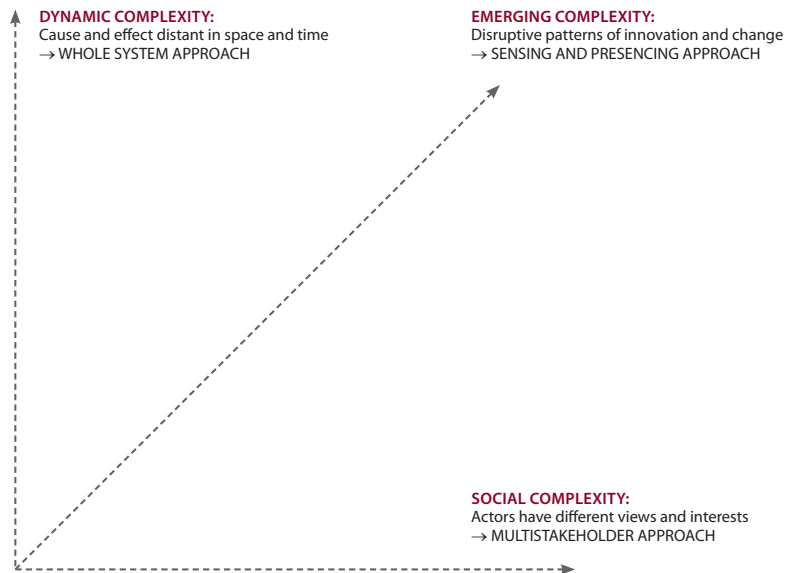 DYNAMIC COMPLEXITY:
Cause and effect distant in space and time
→ WHOLE SYSTEM APPROACH
EMERGING COMPLEXITY:
Disruptive patterns of innovation and change
→ SENSING AND PRESENCING APPROACH
SOCIAL COMPLEXITY:
Actors have different views and interests
→ MULTISTAKEHOLDER APPROACH